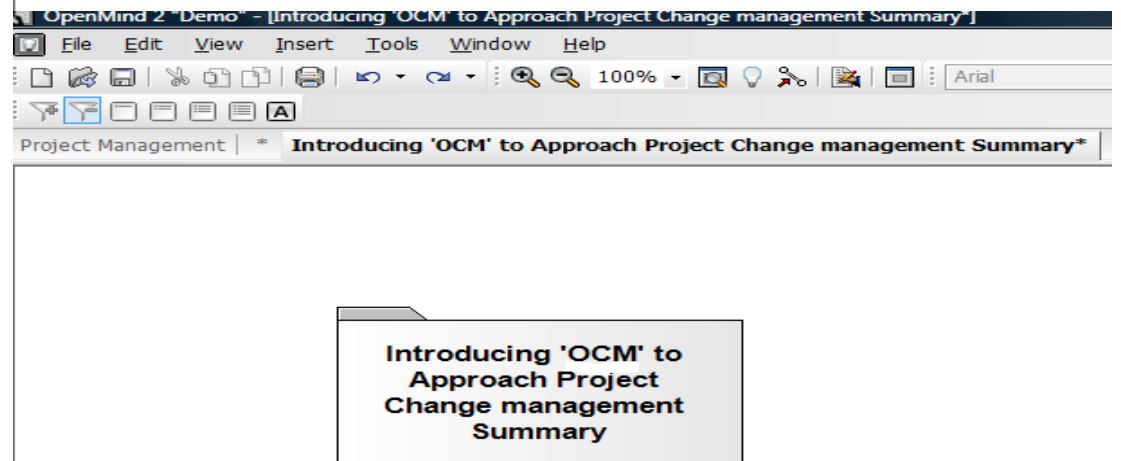 OpenMind 2 "Demo" - [Introducing 'OCM' to Approach Project Change management Summary*]
File Edit View Insert Tools Window Help
100% Arial
A
Project Management * Introducing 'OCM' to Approach Project Change management Summary*
Introducing 'OCM' to
Approach Project
Change management
Summary